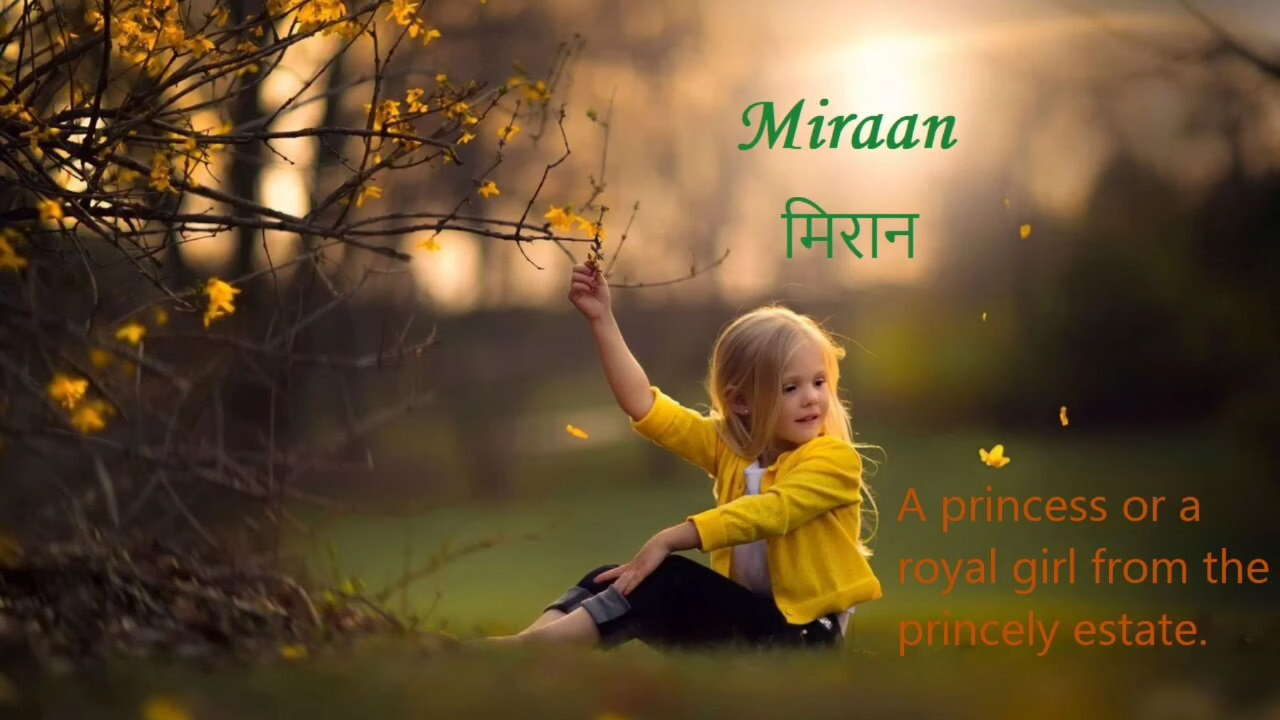 Miraan
मिरान
A princess or a
royal girl from the
princely estate.